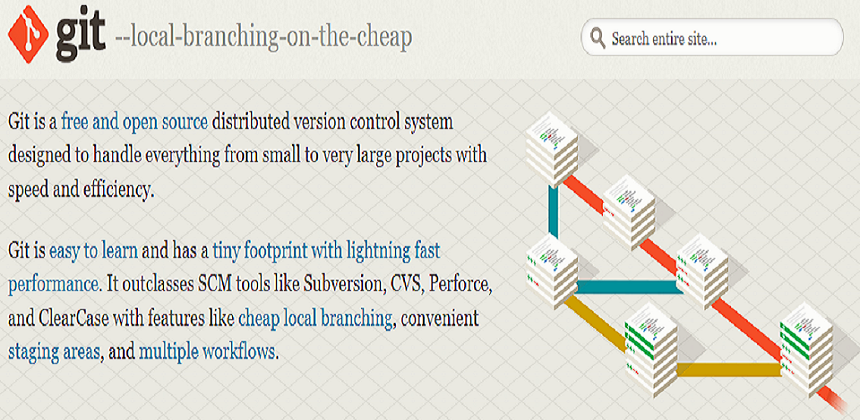 git --local-branching-on-the-cheap
Search entire site...
Git is a free and open source distributed version control system
designed to handle everything from small to very large projects with
speed and efficiency.
Git is easy to learn and has a tiny footprint with lightning fast
performance. It outclasses SCM tools like Subversion, CVS, Perforce,
and ClearCase with features like cheap local branching, convenient
staging areas, and multiple workflows.